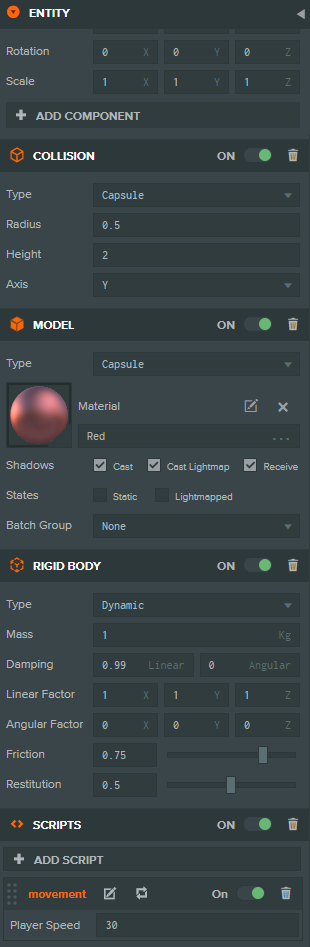 ENTITY
Rotation 0 X 0 Y 0 Z
Scale 1 X 1 Y 1 Z
ADD COMPONENT
COLLISION ON
Type Capsule
Radius 0.5
Height 2
Axis Y
MODEL ON
Type Capsule
Material
Red ...
Shadows Cast Cast Lightmap Receive
States Static Lightmapped
Batch Group None
RIGID BODY ON
Type Dynamic
Mass 1 Kg
Damping 0.99 Linear 0 Angular
Linear Factor 1 X 1 Y 1 Z
Angular Factor 0 X 0 Y 0 Z
Friction 0.75
Restitution 0.5
SCRIPTS ON
ADD SCRIPT
movement On
Player Speed 30